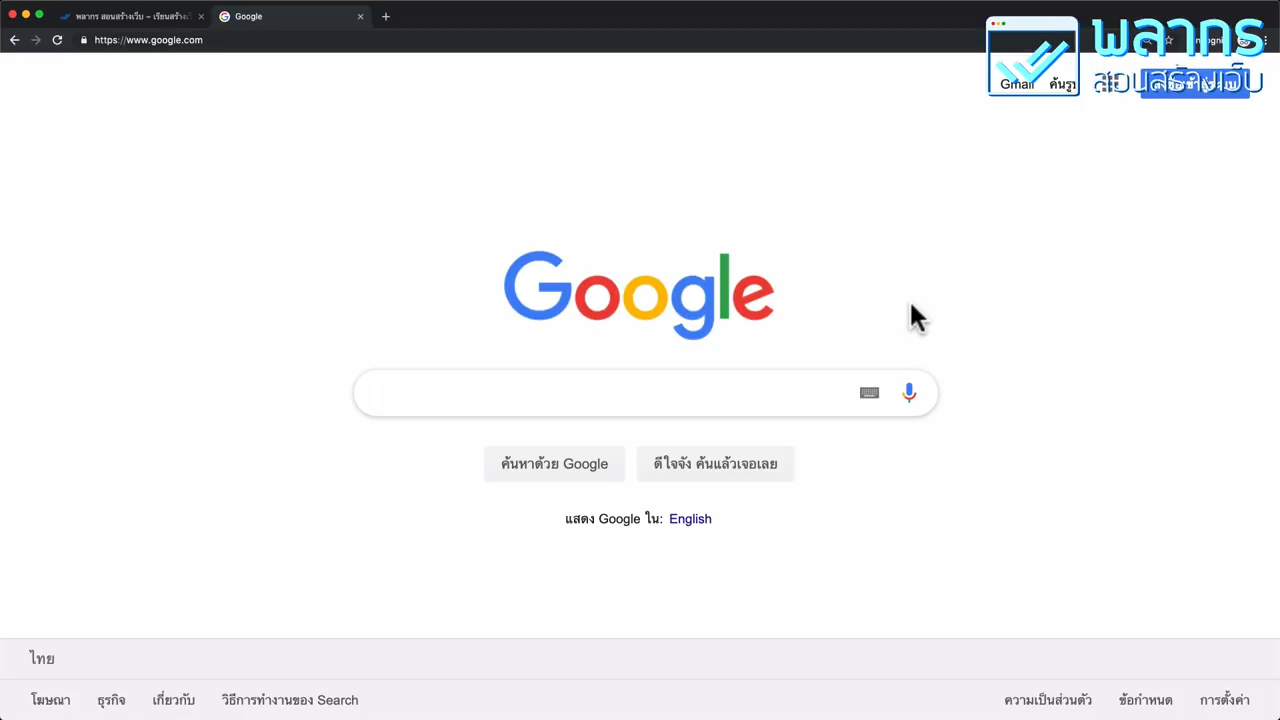 พลากร สอนสร้างเว็บ – เรียนสร้างเว็
Google
https://www.google.com
พลากร
สอนสร้างเว็บ
Gmail ค้นรูป
Google
ค้นหาด้วย Google ดีใจจัง ค้นแล้วเจอเลย
แสดง Google ใน: English
ไทย
โฆษณา ธุรกิจ เกี่ยวกับ วิธีการทำงานของ Search ความเป็นส่วนตัว ข้อกำหนด การตั้งค่า